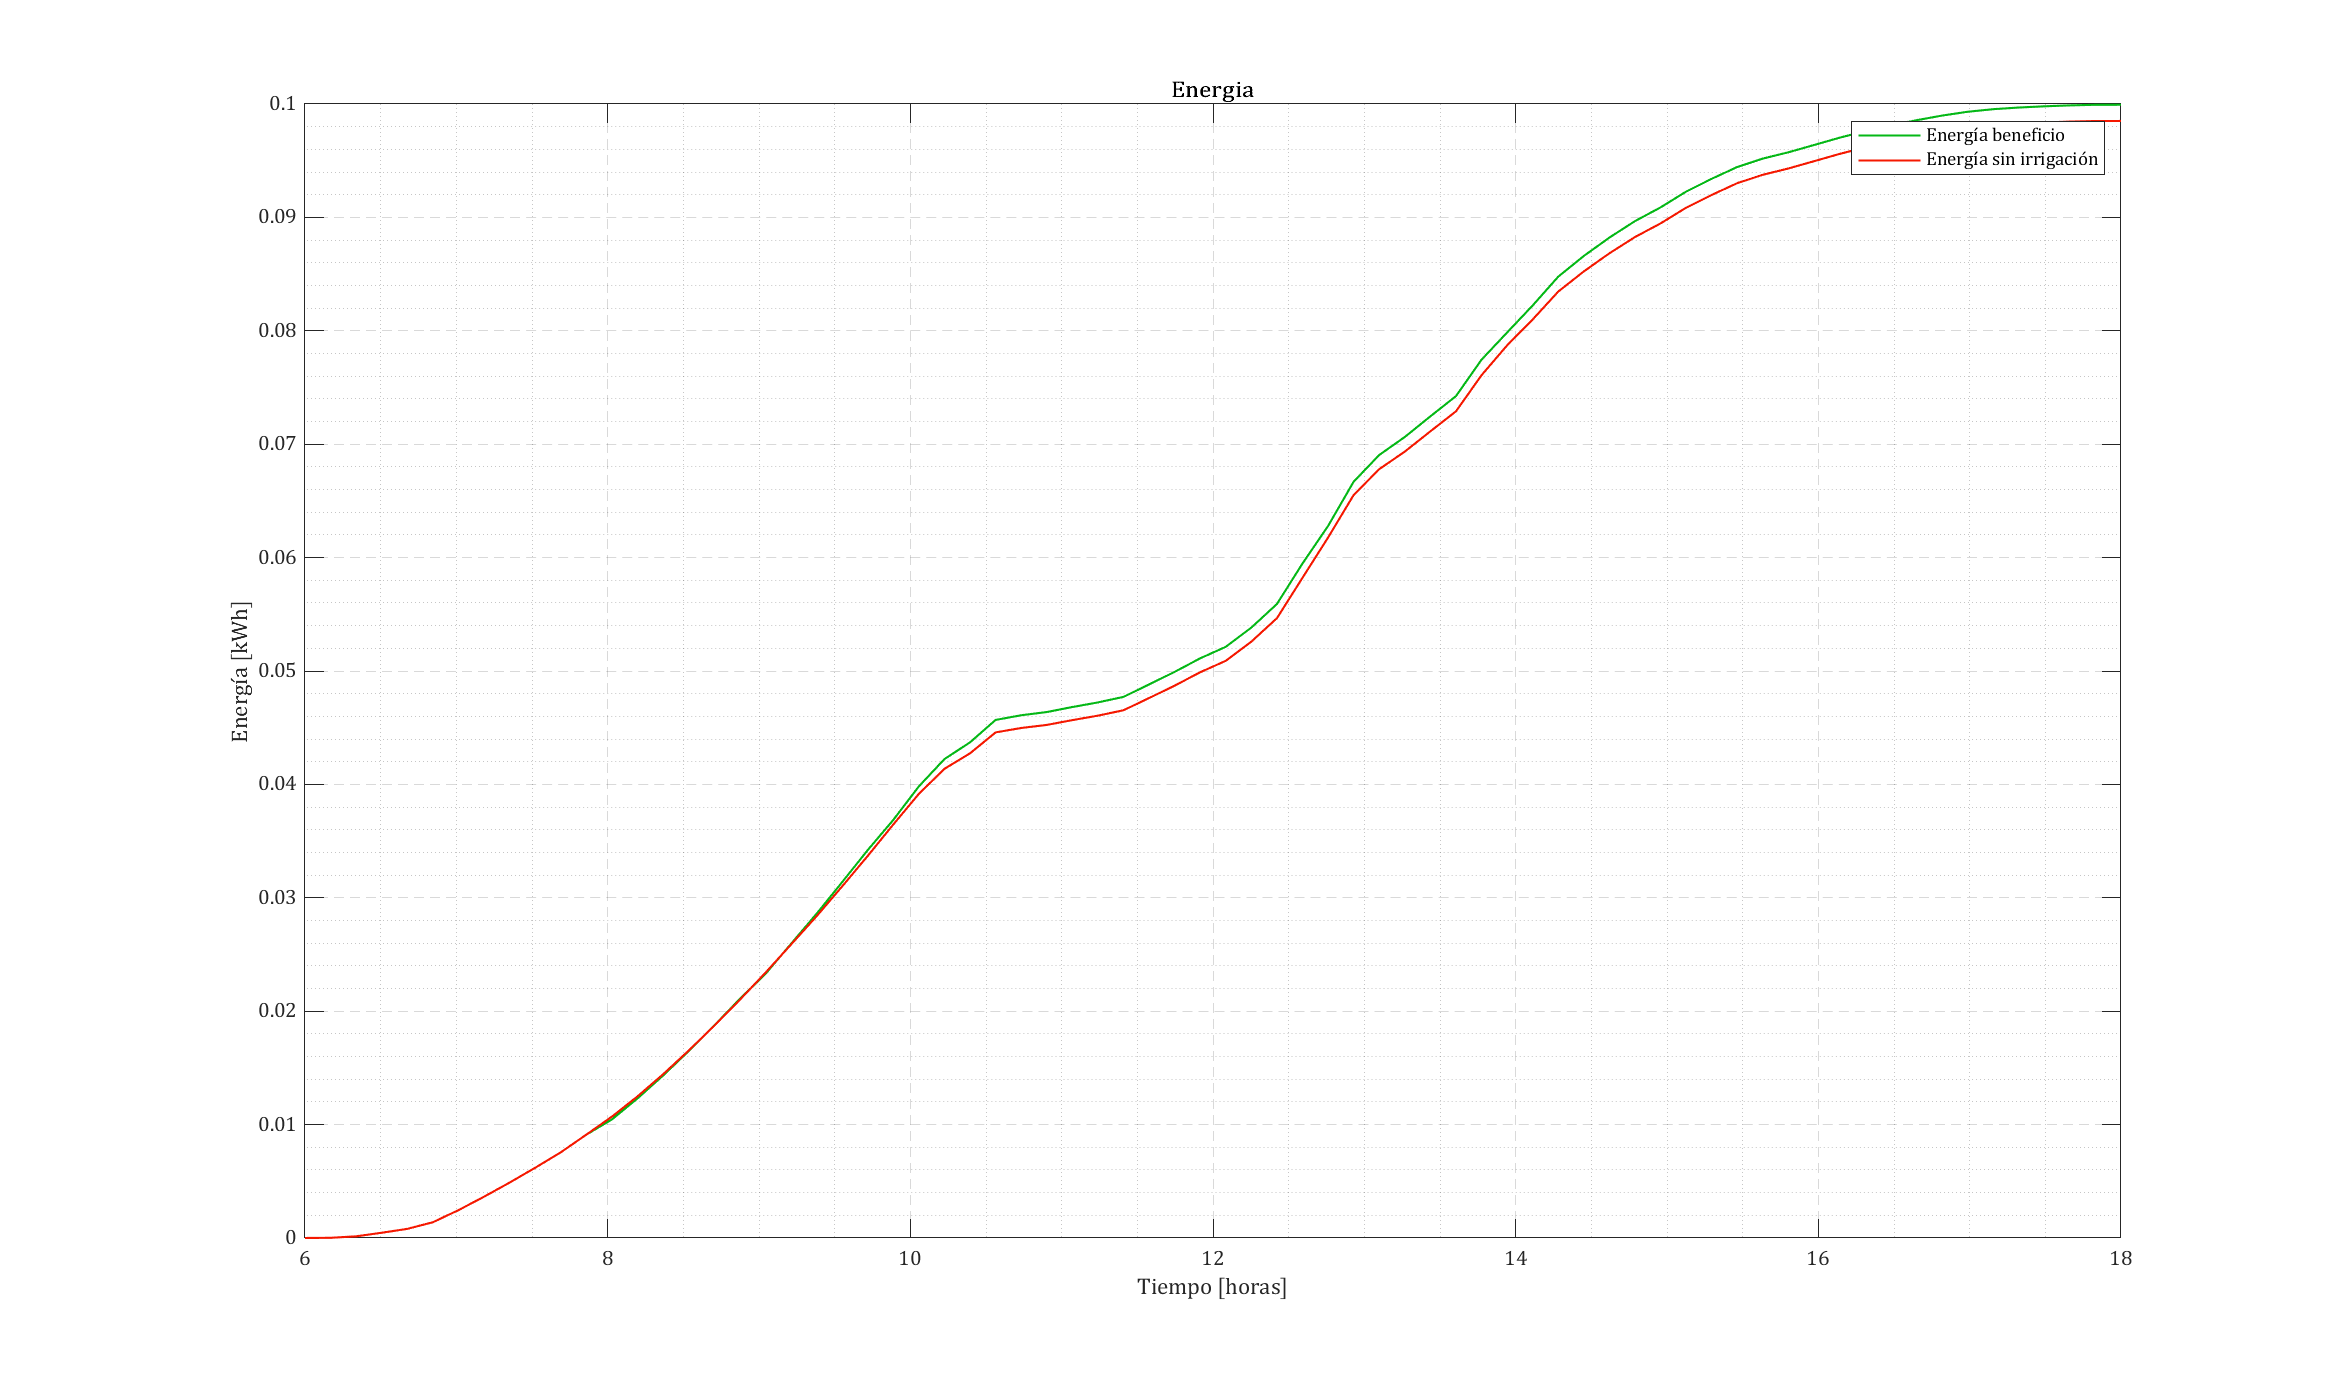 Energia
0.1
0.09
0.08
0.07
0.06
0.05
0.04
0.03
0.02
0.01
0
Energía [kWh]
Energía beneficio
Energía sin irrigación
6 8 10 12 14 16 18
Tiempo [horas]